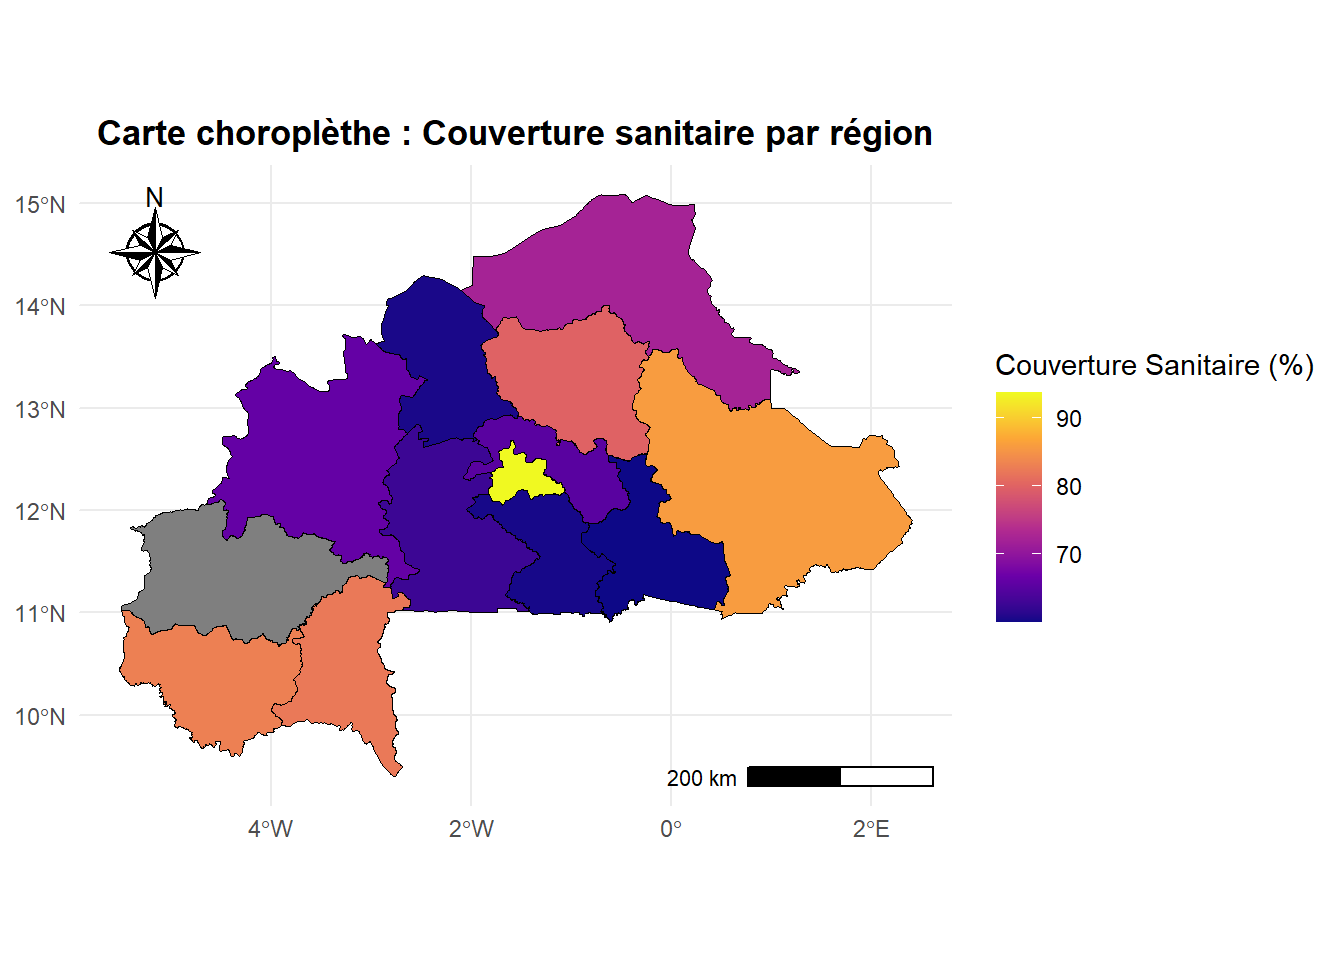 Carte choroplèthe : Couverture sanitaire par région
N
15°N
14°N
13°N
12°N
11°N
10°N
4°W
2°W
0°
2°E
200 km
Couverture Sanitaire (%)
90
80
70